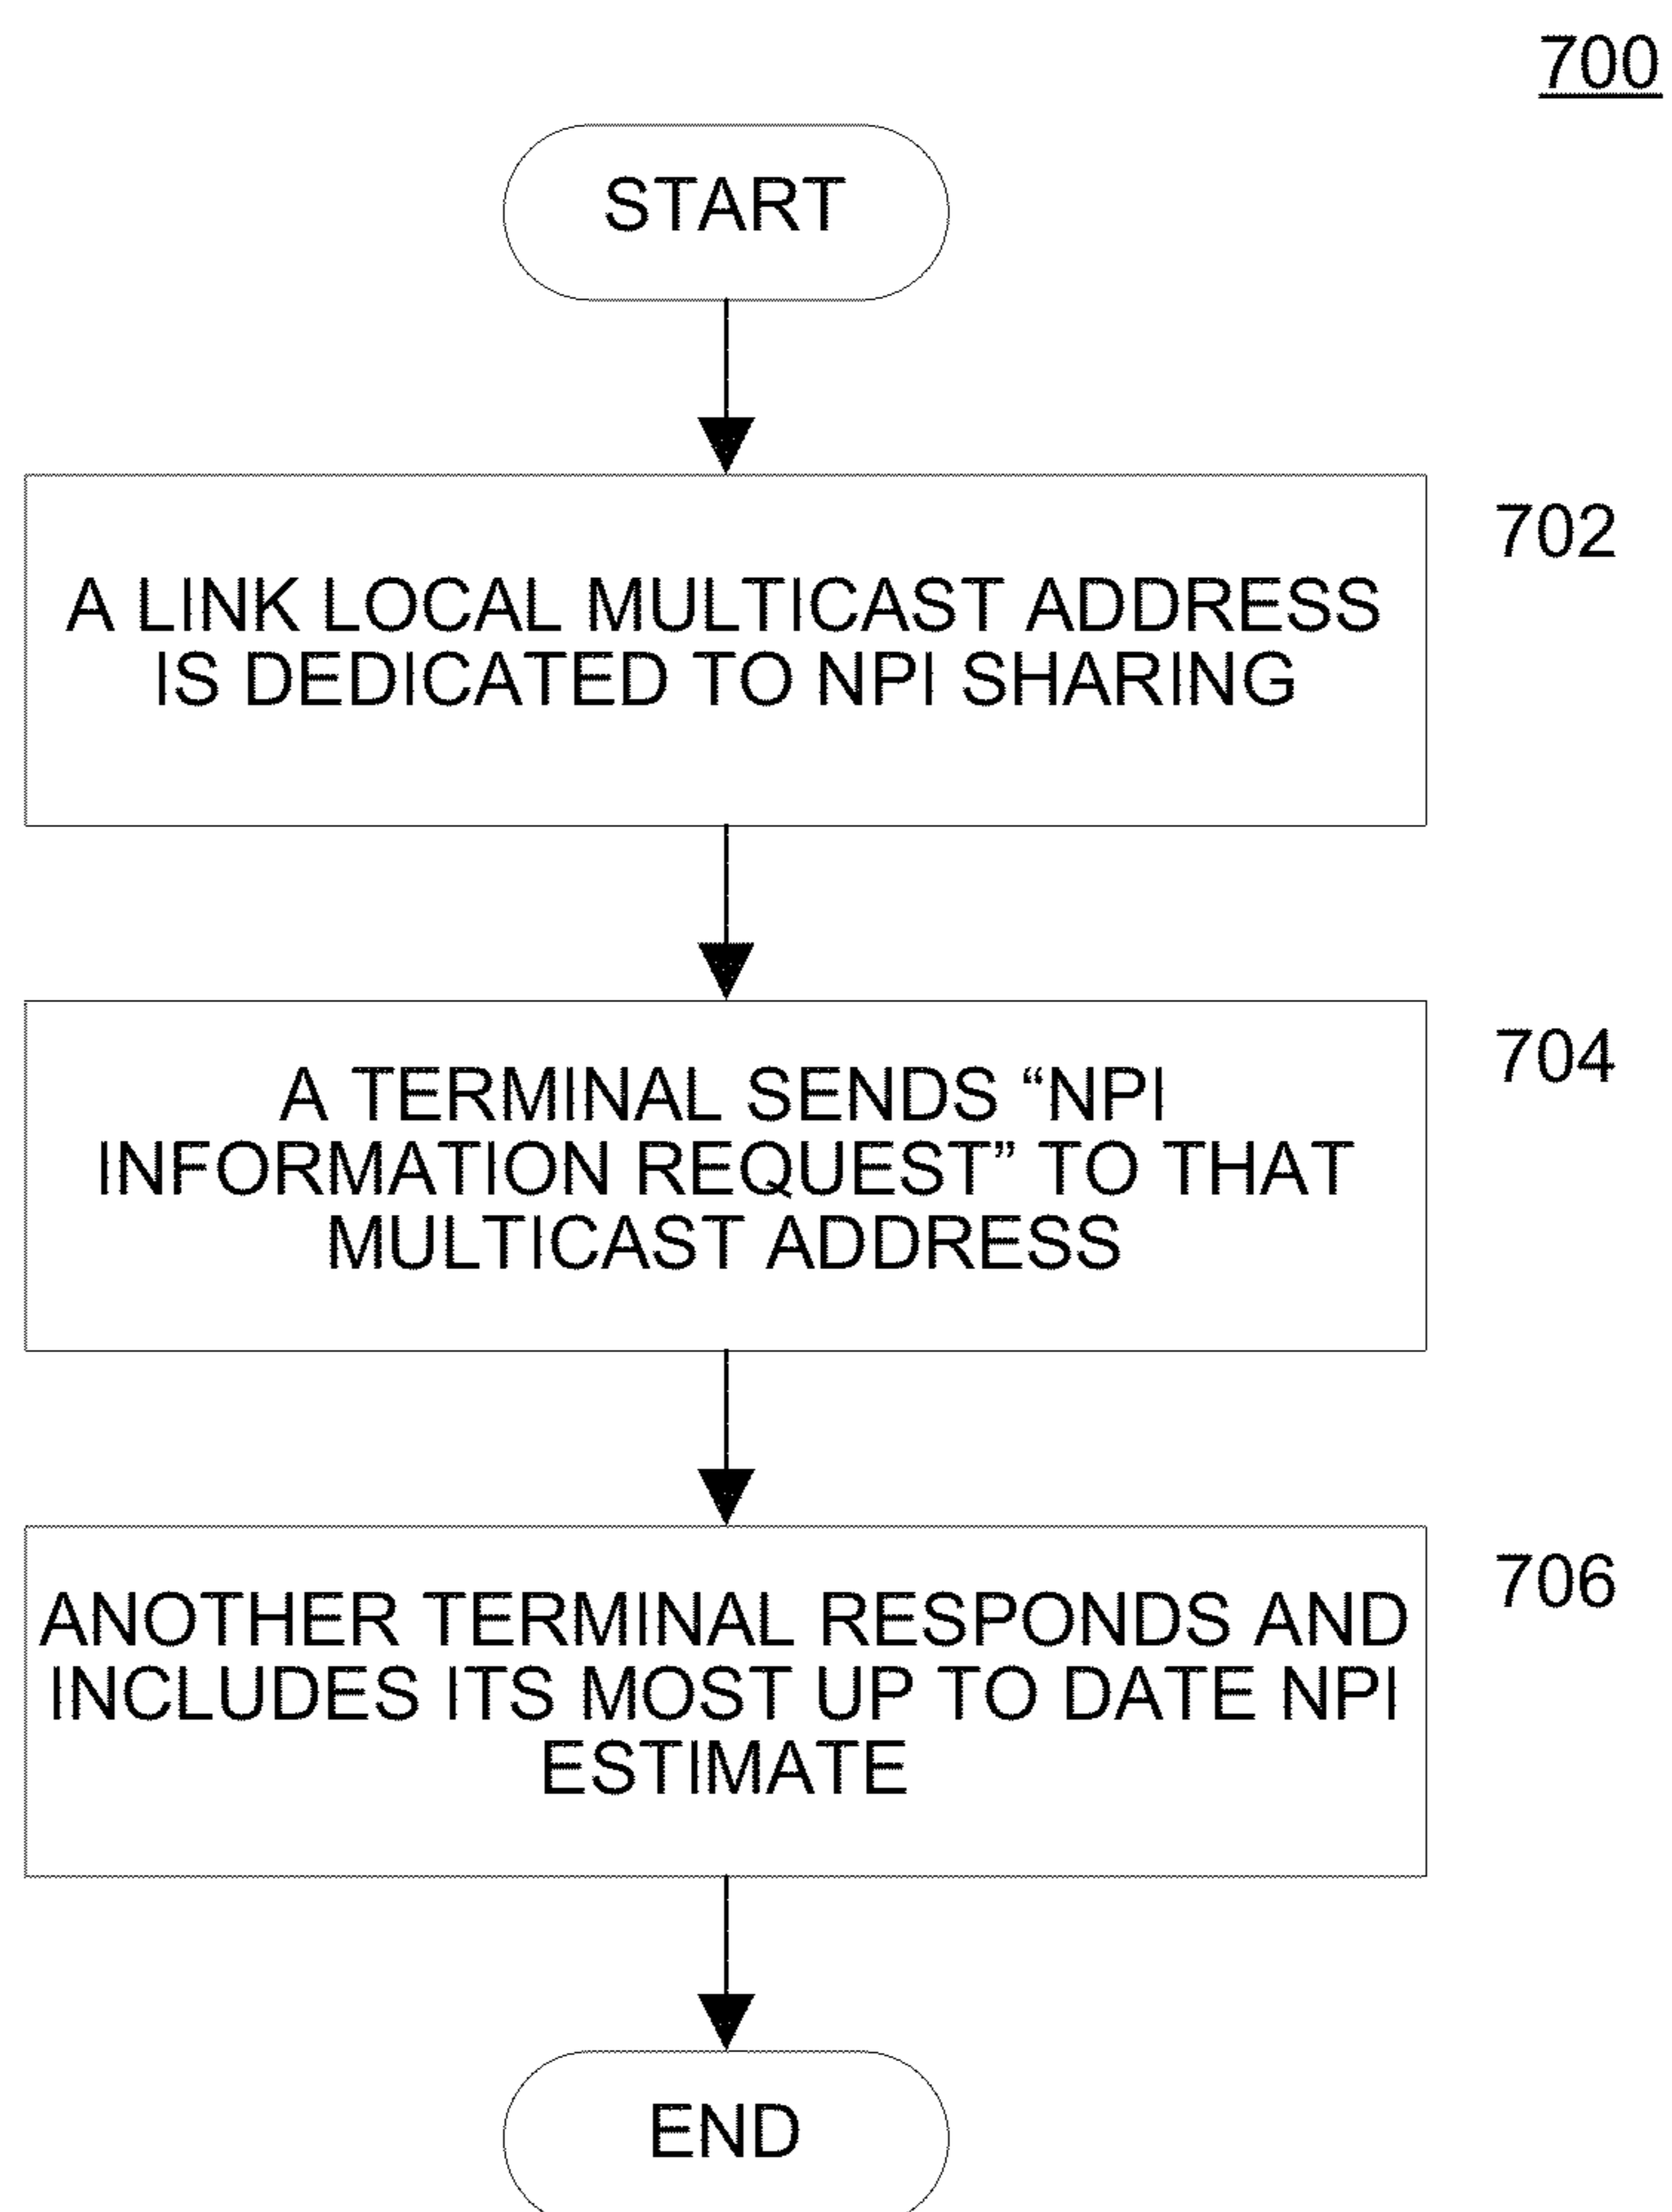 700
START
702
A LINK LOCAL MULTICAST ADDRESS
IS DEDICATED TO NPI SHARING
704
A TERMINAL SENDS “NPI
INFORMATION REQUEST” TO THAT
MULTICAST ADDRESS
706
ANOTHER TERMINAL RESPONDS AND
INCLUDES ITS MOST UP TO DATE NPI
ESTIMATE
END